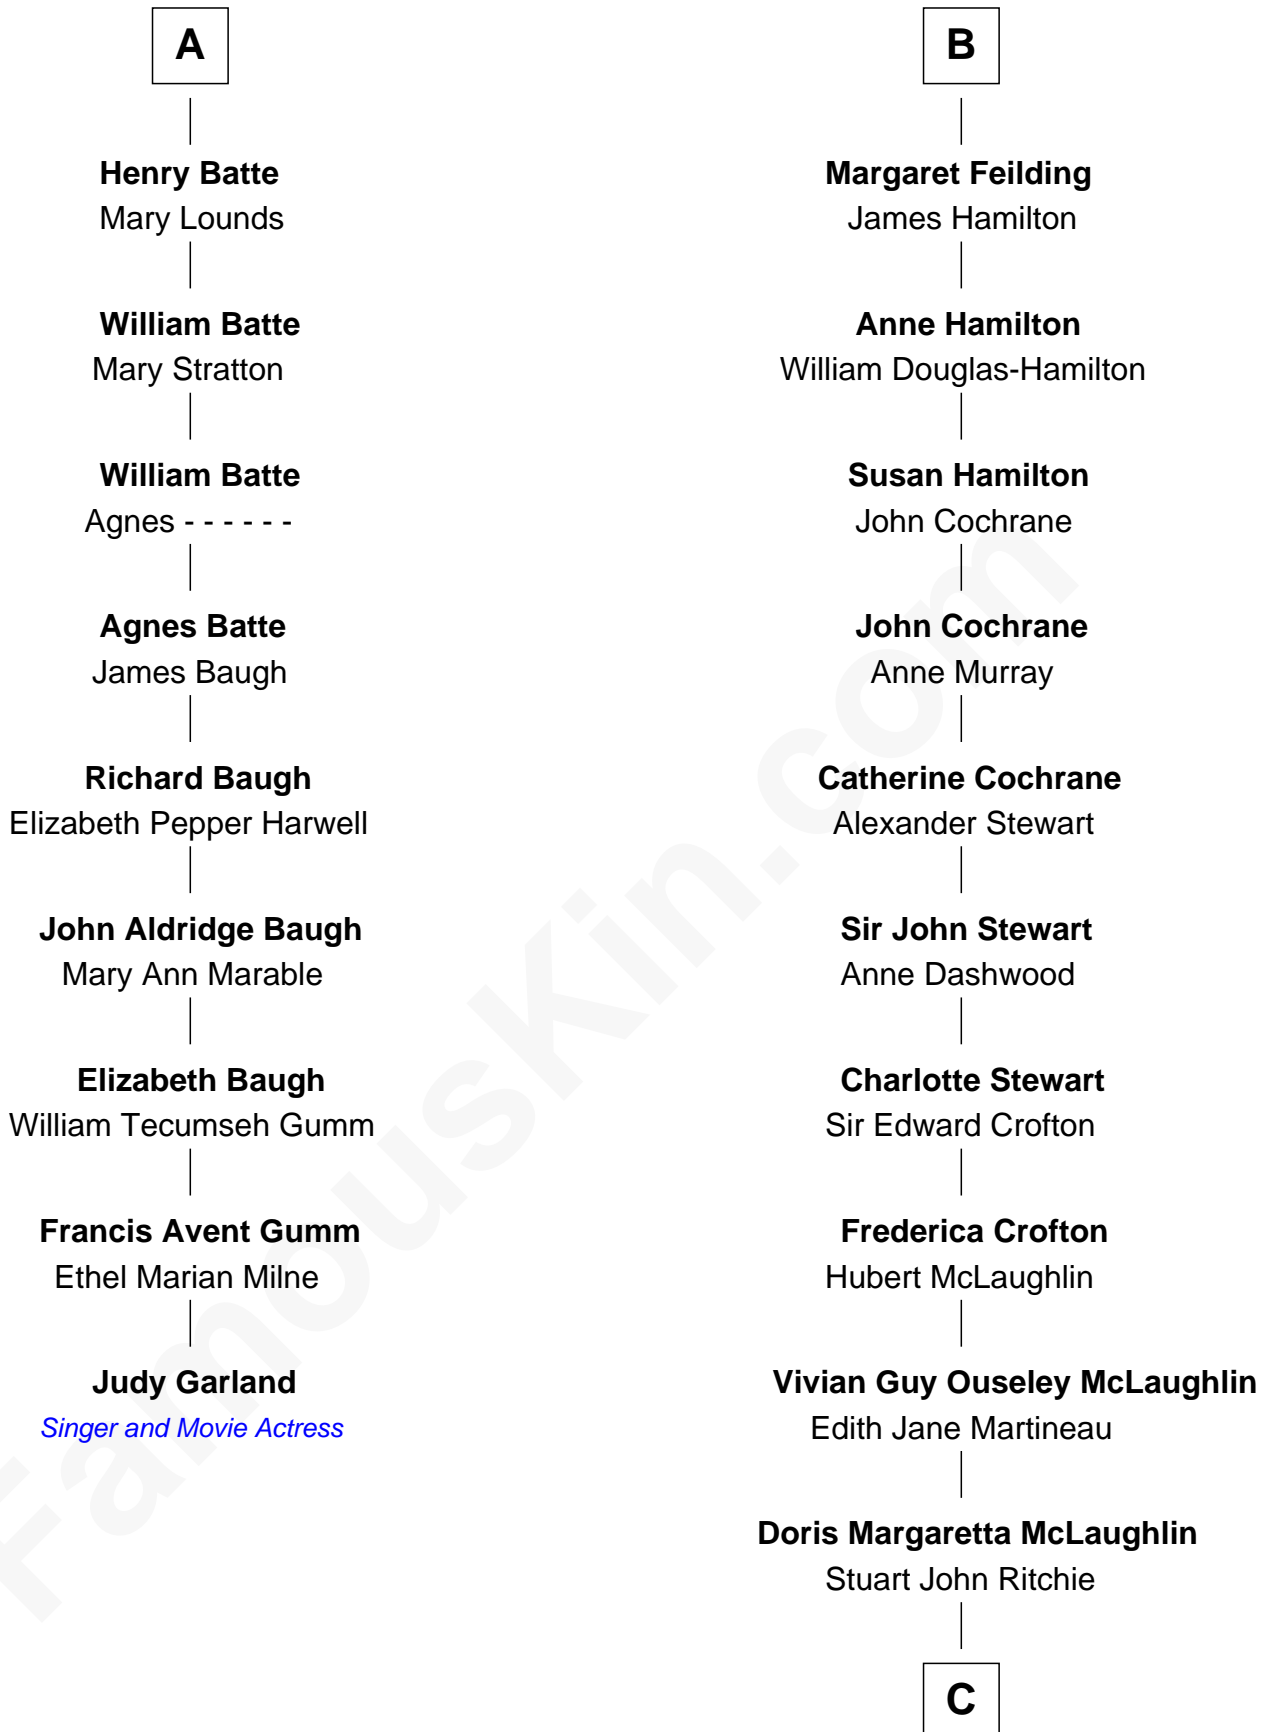 A
Henry Batte
Mary Lounds
William Batte
Mary Stratton
William Batte
Agnes - - - - - -
Agnes Batte
James Baugh
Richard Baugh
Elizabeth Pepper Harwell
John Aldridge Baugh
Mary Ann Marable
Elizabeth Baugh
William Tecumseh Gumm
Francis Avent Gumm
Ethel Marian Milne
Judy Garland
Singer and Movie Actress
B
Margaret Feilding
James Hamilton
Anne Hamilton
William Douglas-Hamilton
Susan Hamilton
John Cochrane
John Cochrane
Anne Murray
Catherine Cochrane
Alexander Stewart
Sir John Stewart
Anne Dashwood
Charlotte Stewart
Sir Edward Crofton
Frederica Crofton
Hubert McLaughlin
Vivian Guy Ouseley McLaughlin
Edith Jane Martineau
Doris Margaretta McLaughlin
Stuart John Ritchie
C
FamousKin.com